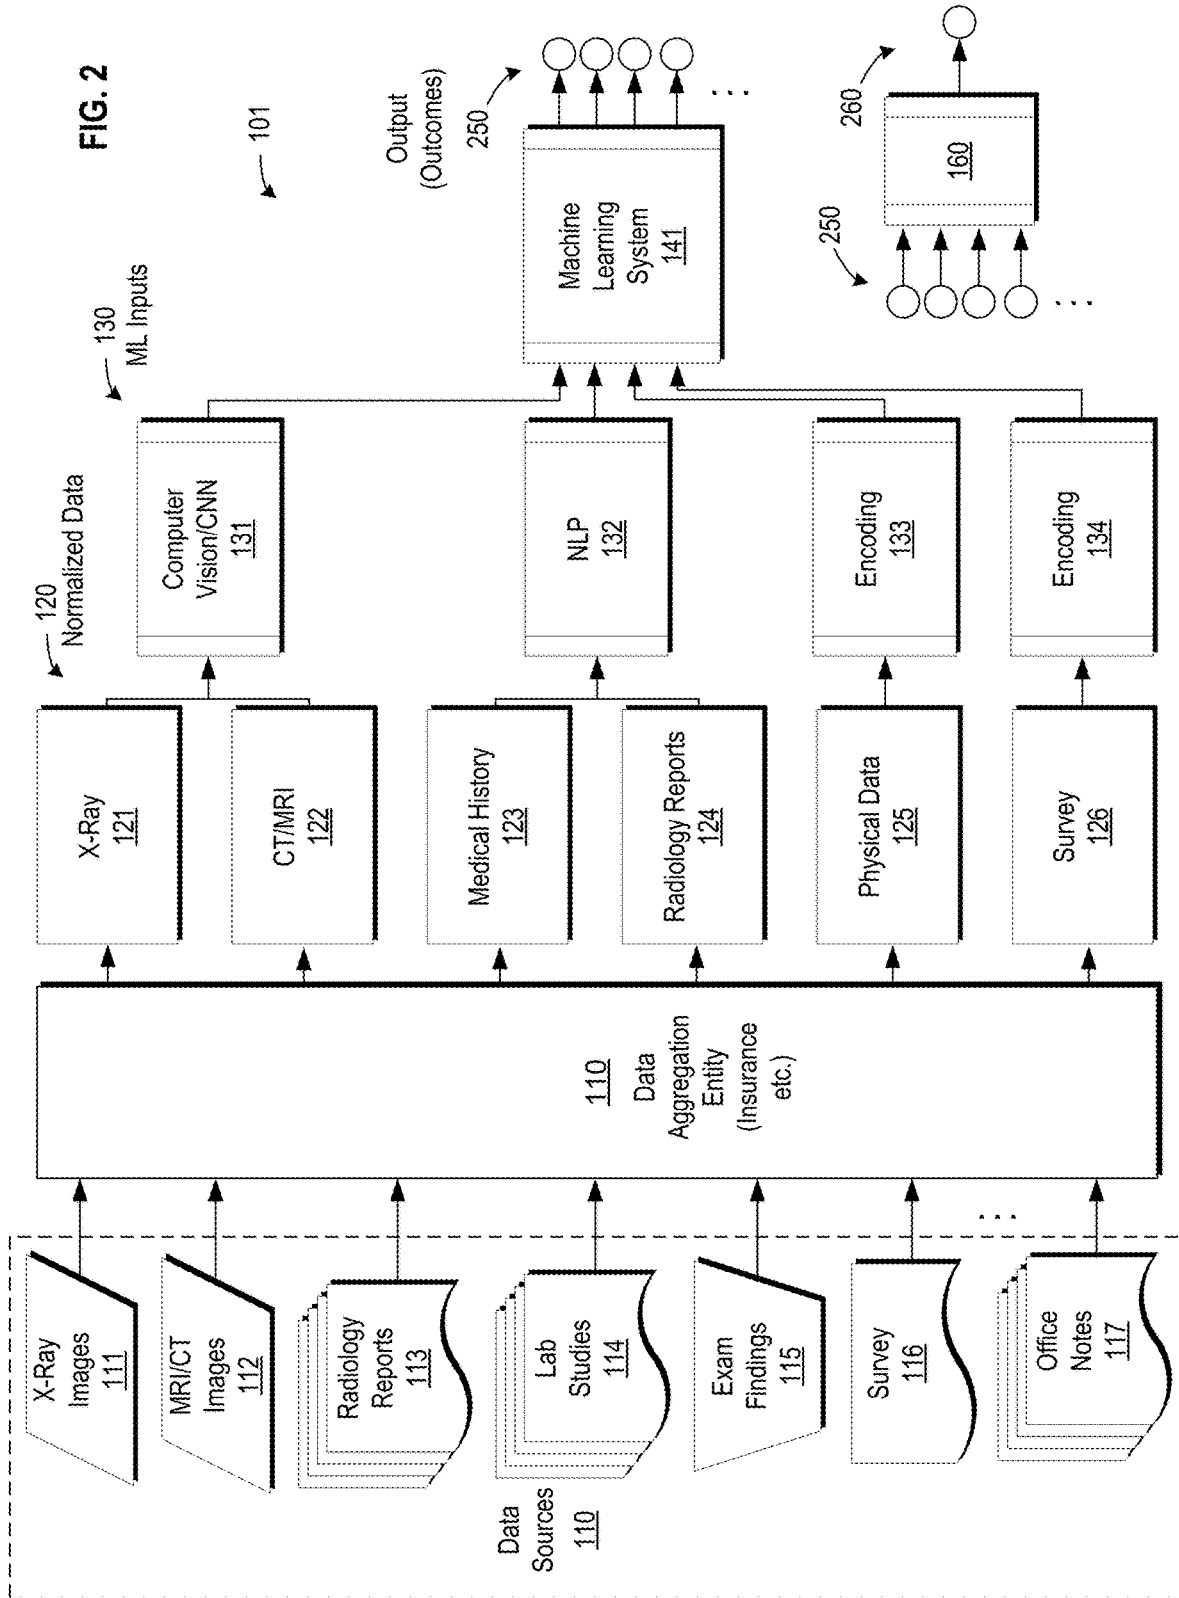 FIG. 2
101
120
Normalized Data
130
ML Inputs
Output
(Outcomes)
250
X-Ray
Images
111
MRI/CT
Images
112
Radiology
Reports
113
Lab
Studies
114
Exam
Findings
115
Survey
116
Office
Notes
117
. . .
Data
Sources
110
110
Data
Aggregation
Entity
(Insurance
etc.)
X-Ray
121
CT/MRI
122
Medical History
123
Radiology Reports
124
Physical Data
125
Survey
126
Computer
Vision/CNN
131
NLP
132
Encoding
133
Encoding
134
Machine
Learning
System
141
. . .
250
. . .
160
260